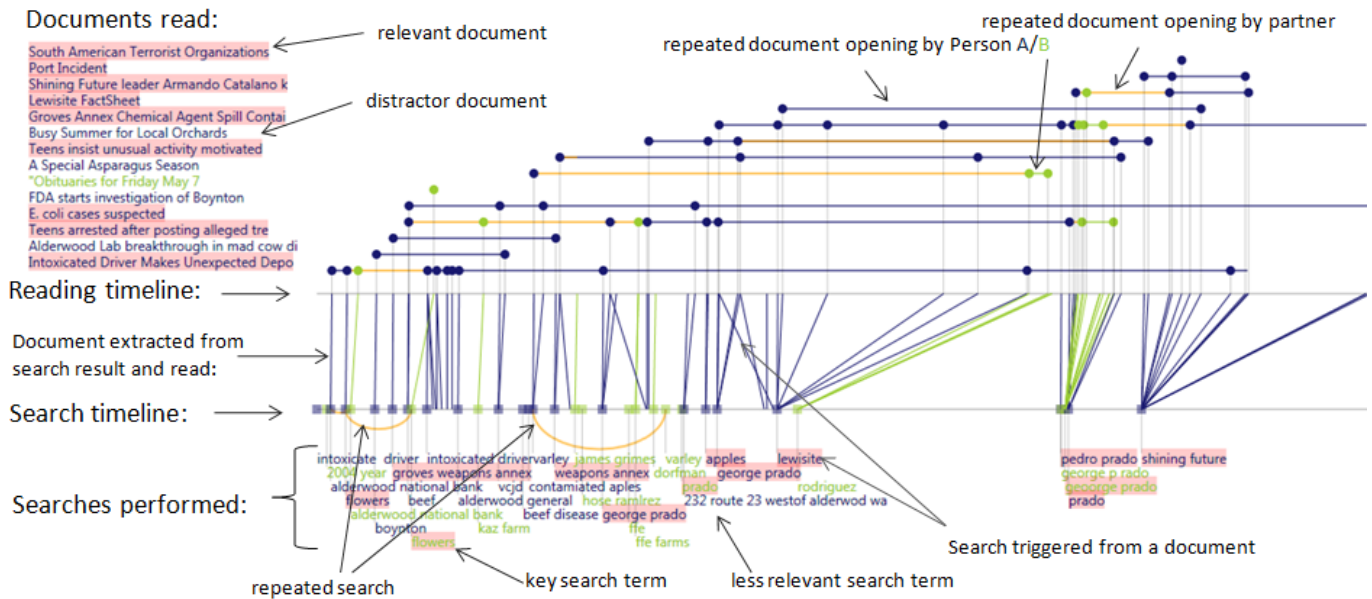 Documents read:
South American Terrorist Organizations
Port Incident
Shining Future leader Armando Catalano k
Lewisite FactSheet
Groves Annex Chemical Agent Spill Contai
Busy Summer for Local Orchards
Teens insist unusual activity motivated
A Special Asparagus Season
"Obituaries for Friday May 7
FDA starts investigation of Boynton
E. coli cases suspected
Teens arrested after posting alleged tre
Alderwood Lab breakthrough in mad cow di
Intoxicated Driver Makes Unexpected Depo
relevant document
distractor document
repeated document opening by Person A/B
repeated document opening by partner
Reading timeline:
Document extracted from
search result and read:
Search timeline:
Searches performed:
intoxicate driver intoxicated driver varley james grimes varley apples lewisite pedro prado shining future
2004 year groves weapons annex weapons annex dorfman george prado george p rado
alderwood national bank vcjd contamiated aples prado rodriguez geoorge prado
flowers beef alderwood general hose ramirez 232 route 23 westof alderwod wa prado
alderwood national bank beef disease george prado
boynton kaz farm ffe
flowers ffe farms
repeated search
key search term
less relevant search term
Search triggered from a document